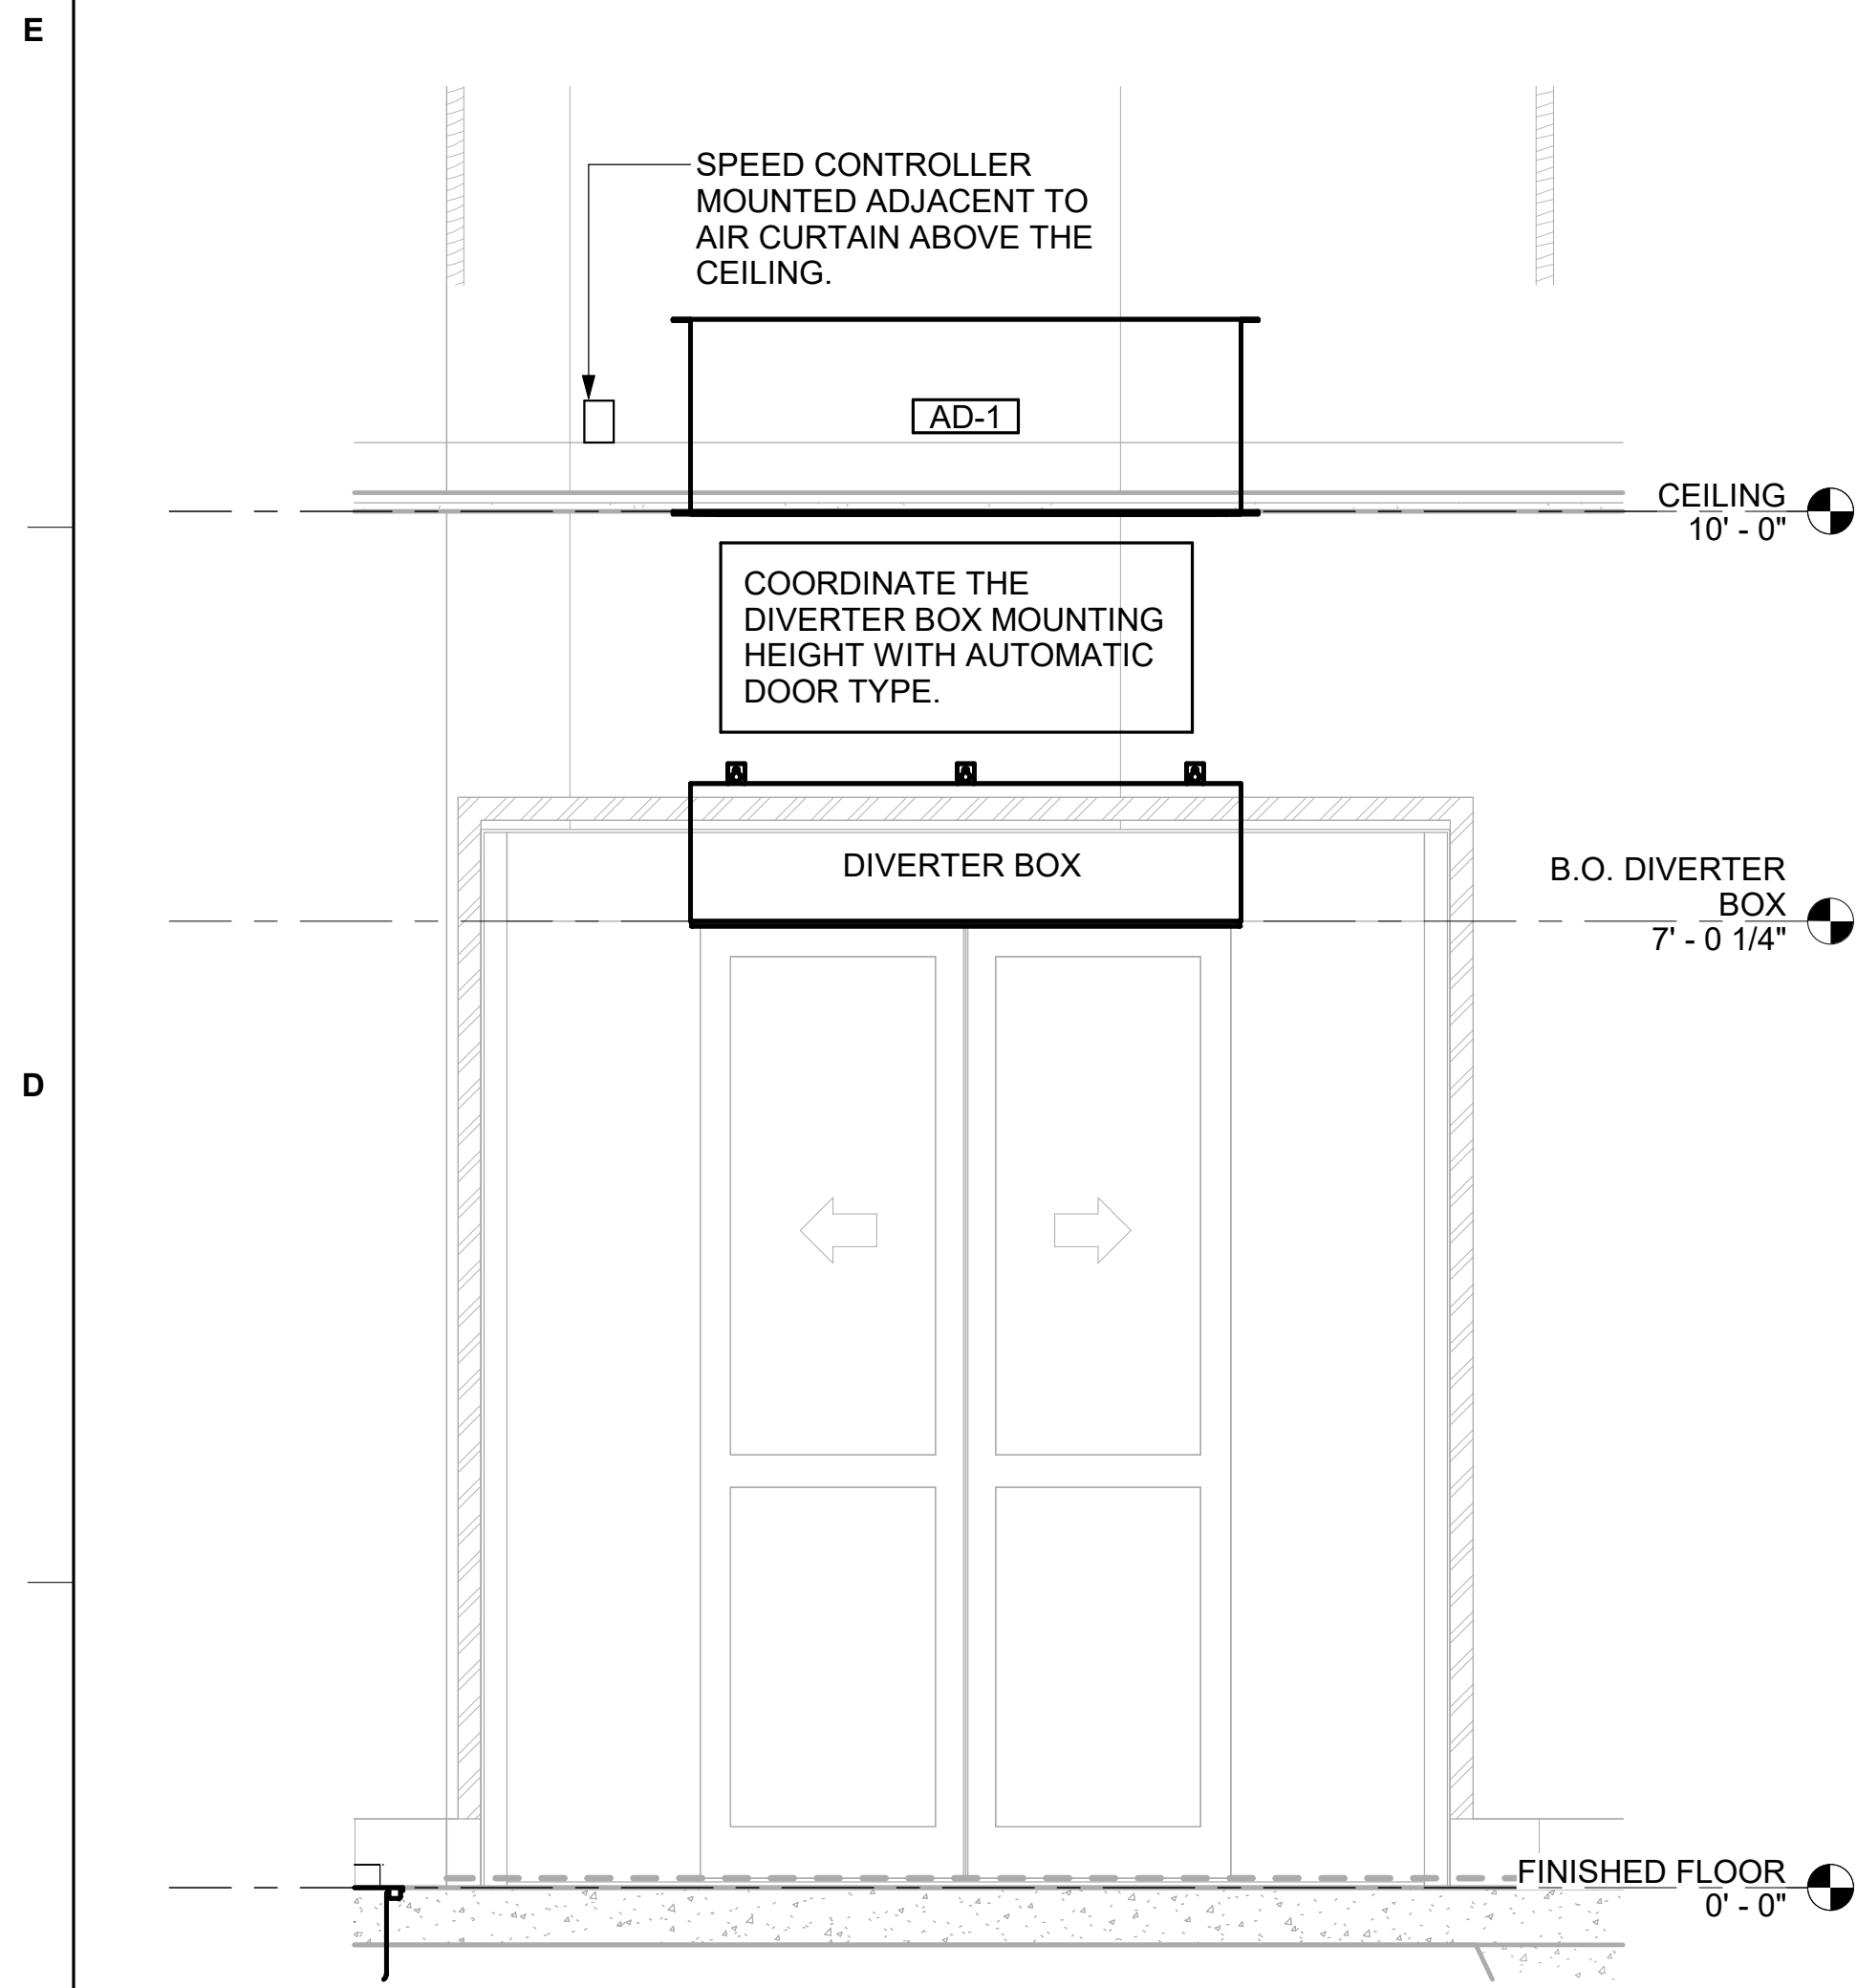 E
SPEED CONTROLLER
MOUNTED ADJACENT TO
AIR CURTAIN ABOVE THE
CEILING.
AD-1
CEILING
10' - 0"
COORDINATE THE
DIVERTER BOX MOUNTING
HEIGHT WITH AUTOMATIC
DOOR TYPE.
DIVERTER BOX
B.O. DIVERTER
BOX
7' - 0 1/4"
D
FINISHED FLOOR
0' - 0"